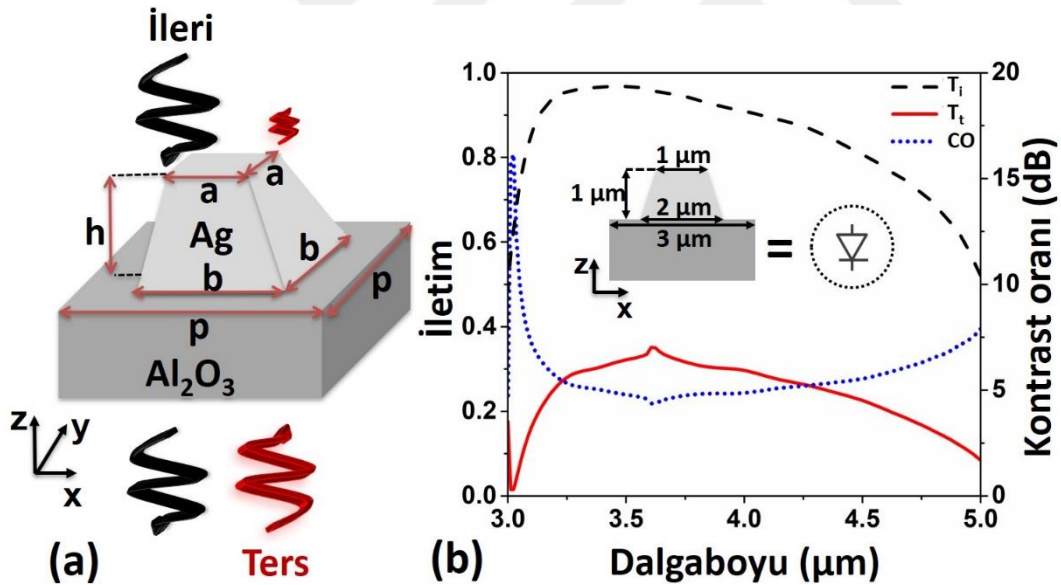 İleri
a
a
h
Ag
b
b
p
p
Al₂O₃
z
y
x
(a)
Ters
(b)
İletim
1.0
0.8
0.6
0.4
0.2
0.0
3.0
3.5
4.0
4.5
5.0
Dalgaboyu (µm)
20
15
10
5
0
Kontrast oranı (dB)
Tᵢ
Tₜ
CO
1 µm
1 µm
2 µm
3 µm
=
z
x